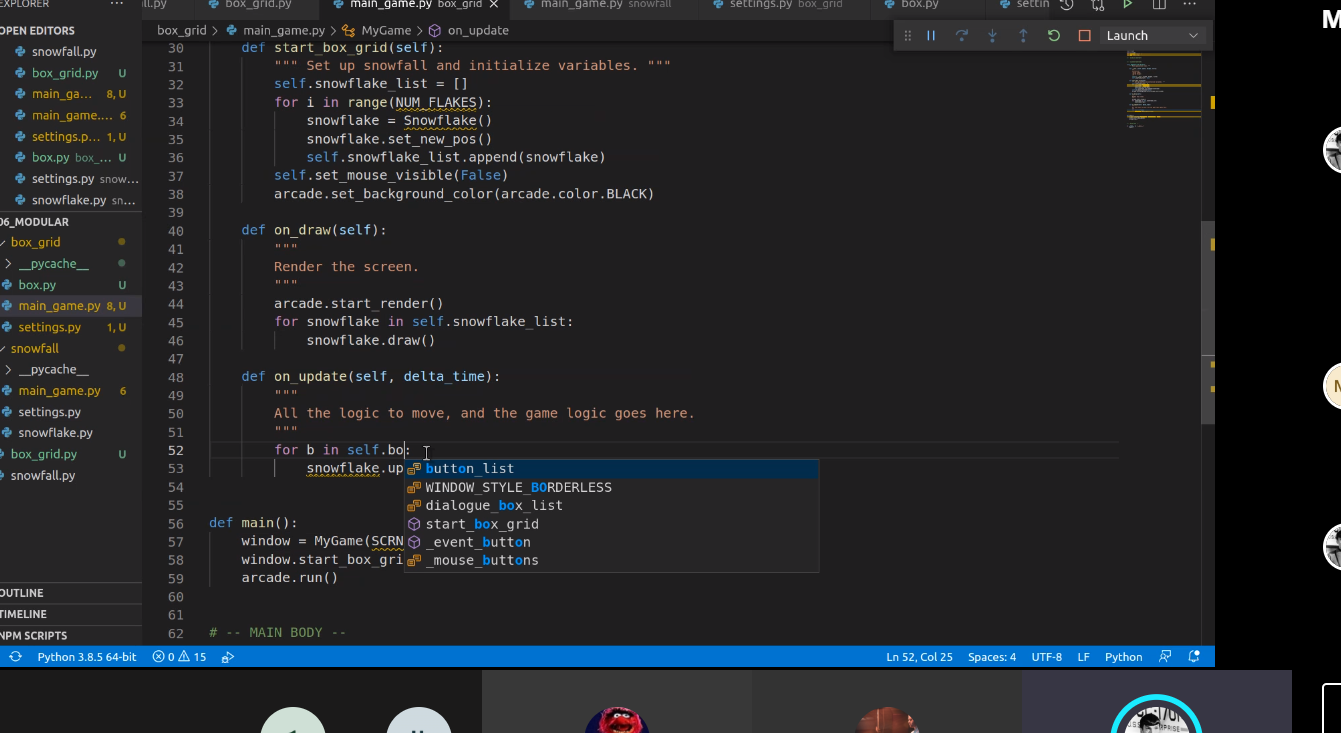 EXPLORER ···
ll.py box_grid.py main_game.py box_grid main_game.py snowfall settings.py box_grid box.py settin
OPEN EDITORS
snowfall.py
box_grid.py U
main_ga... 8, U
main_game.... 6
settings.p... 1, U
box.py box_... U
settings.py snow...
snowflake.py sn...
06_MODULAR
box_grid
__pycache__
box.py U
main_game.py 8, U
settings.py 1, U
snowfall
__pycache__
main_game.py 6
settings.py
snowflake.py
box_grid.py U
snowfall.py
OUTLINE
TIMELINE
NPM SCRIPTS
box_grid > main_game.py > MyGame > on_update
Launch
30 def start_box_grid(self):
31 """ Set up snowfall and initialize variables. """
32 self.snowflake_list = []
33 for i in range(NUM_FLAKES):
34 snowflake = Snowflake()
35 snowflake.set_new_pos()
36 self.snowflake_list.append(snowflake)
37 self.set_mouse_visible(False)
38 arcade.set_background_color(arcade.color.BLACK)
39
40 def on_draw(self):
41 """
42 Render the screen.
43 """
44 arcade.start_render()
45 for snowflake in self.snowflake_list:
46 snowflake.draw()
47
48 def on_update(self, delta_time):
49 """
50 All the logic to move, and the game logic goes here.
51 """
52 for b in self.bo:
53 snowflake.up
54
55
56 def main():
57 window = MyGame(SCRN
58 window.start_box_gri
59 arcade.run()
60
61
62 # -- MAIN BODY --
button_list
WINDOW_STYLE_BORDERLESS
dialogue_box_list
start_box_grid
_event_button
_mouse_buttons
Python 3.8.5 64-bit 0 15 Ln 52, Col 25 Spaces: 4 UTF-8 LF Python